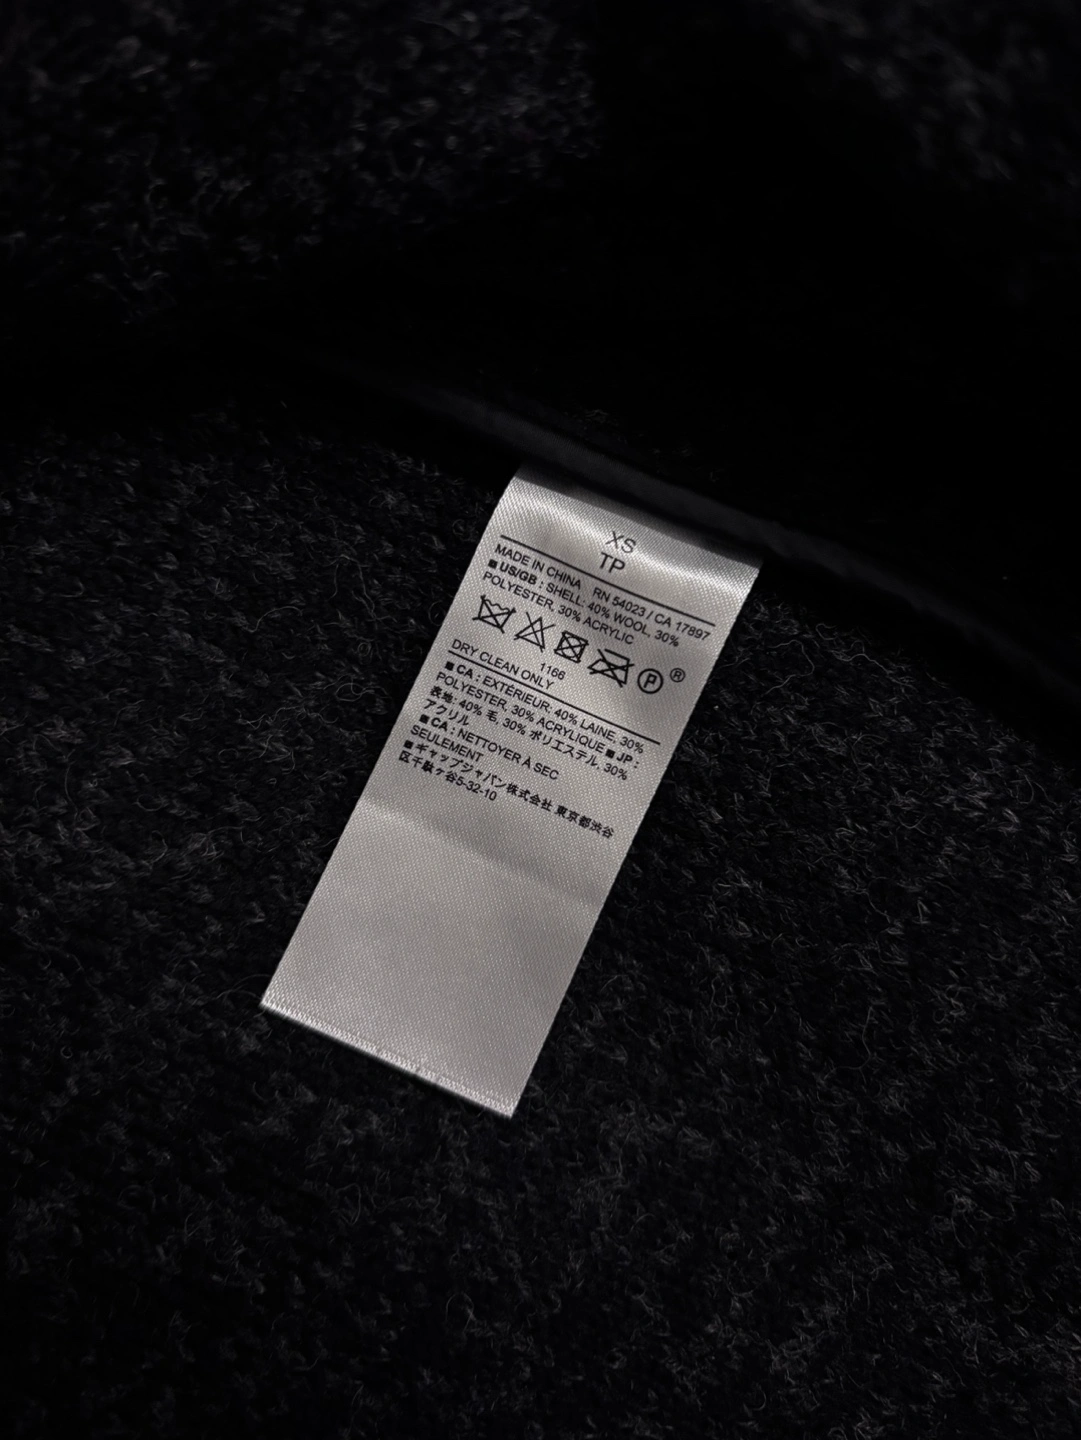 XS
TP
MADE IN CHINA RN 54023 / CA 17897
■ US/GB : SHELL: 40% WOOL, 30%
POLYESTER, 30% ACRYLIC
P ®
1166
DRY CLEAN ONLY
■ CA : EXTÉRIEUR: 40% LAINE, 30%
POLYESTER, 30% ACRYLIQUE ■ JP :
表地: 40% 毛, 30% ポリエステル, 30%
アクリル
■ CA : NETTOYER À SEC
SEULEMENT
■ ギャップジャパン株式会社 東京都渋谷
区千駄ヶ谷5-32-10